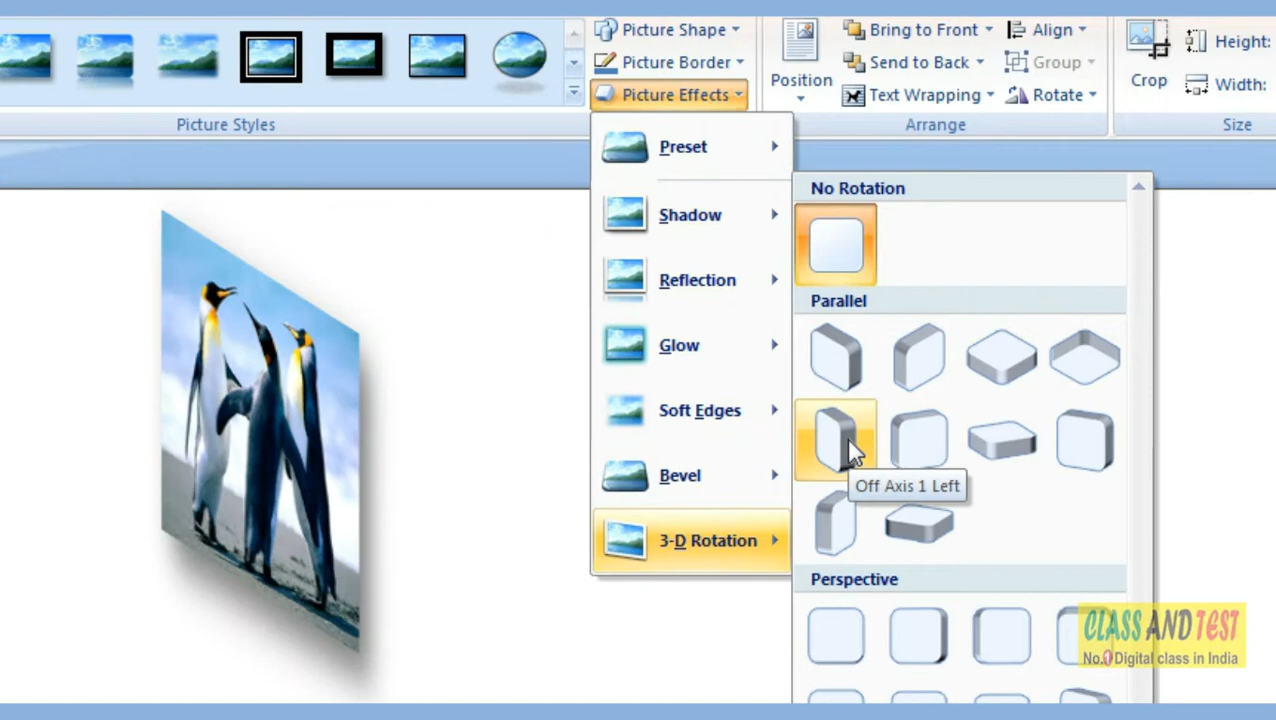 Picture Shape
Bring to Front
Align
Height:
Picture Border
Position
Send to Back
Group
Crop
Width:
Picture Effects
Text Wrapping
Rotate
Picture Styles
Arrange
Size
Preset
Shadow
Reflection
Glow
Soft Edges
Bevel
3-D Rotation
No Rotation
Parallel
Off Axis 1 Left
Perspective
CLASS AND TEST
No.1 Digital class in India